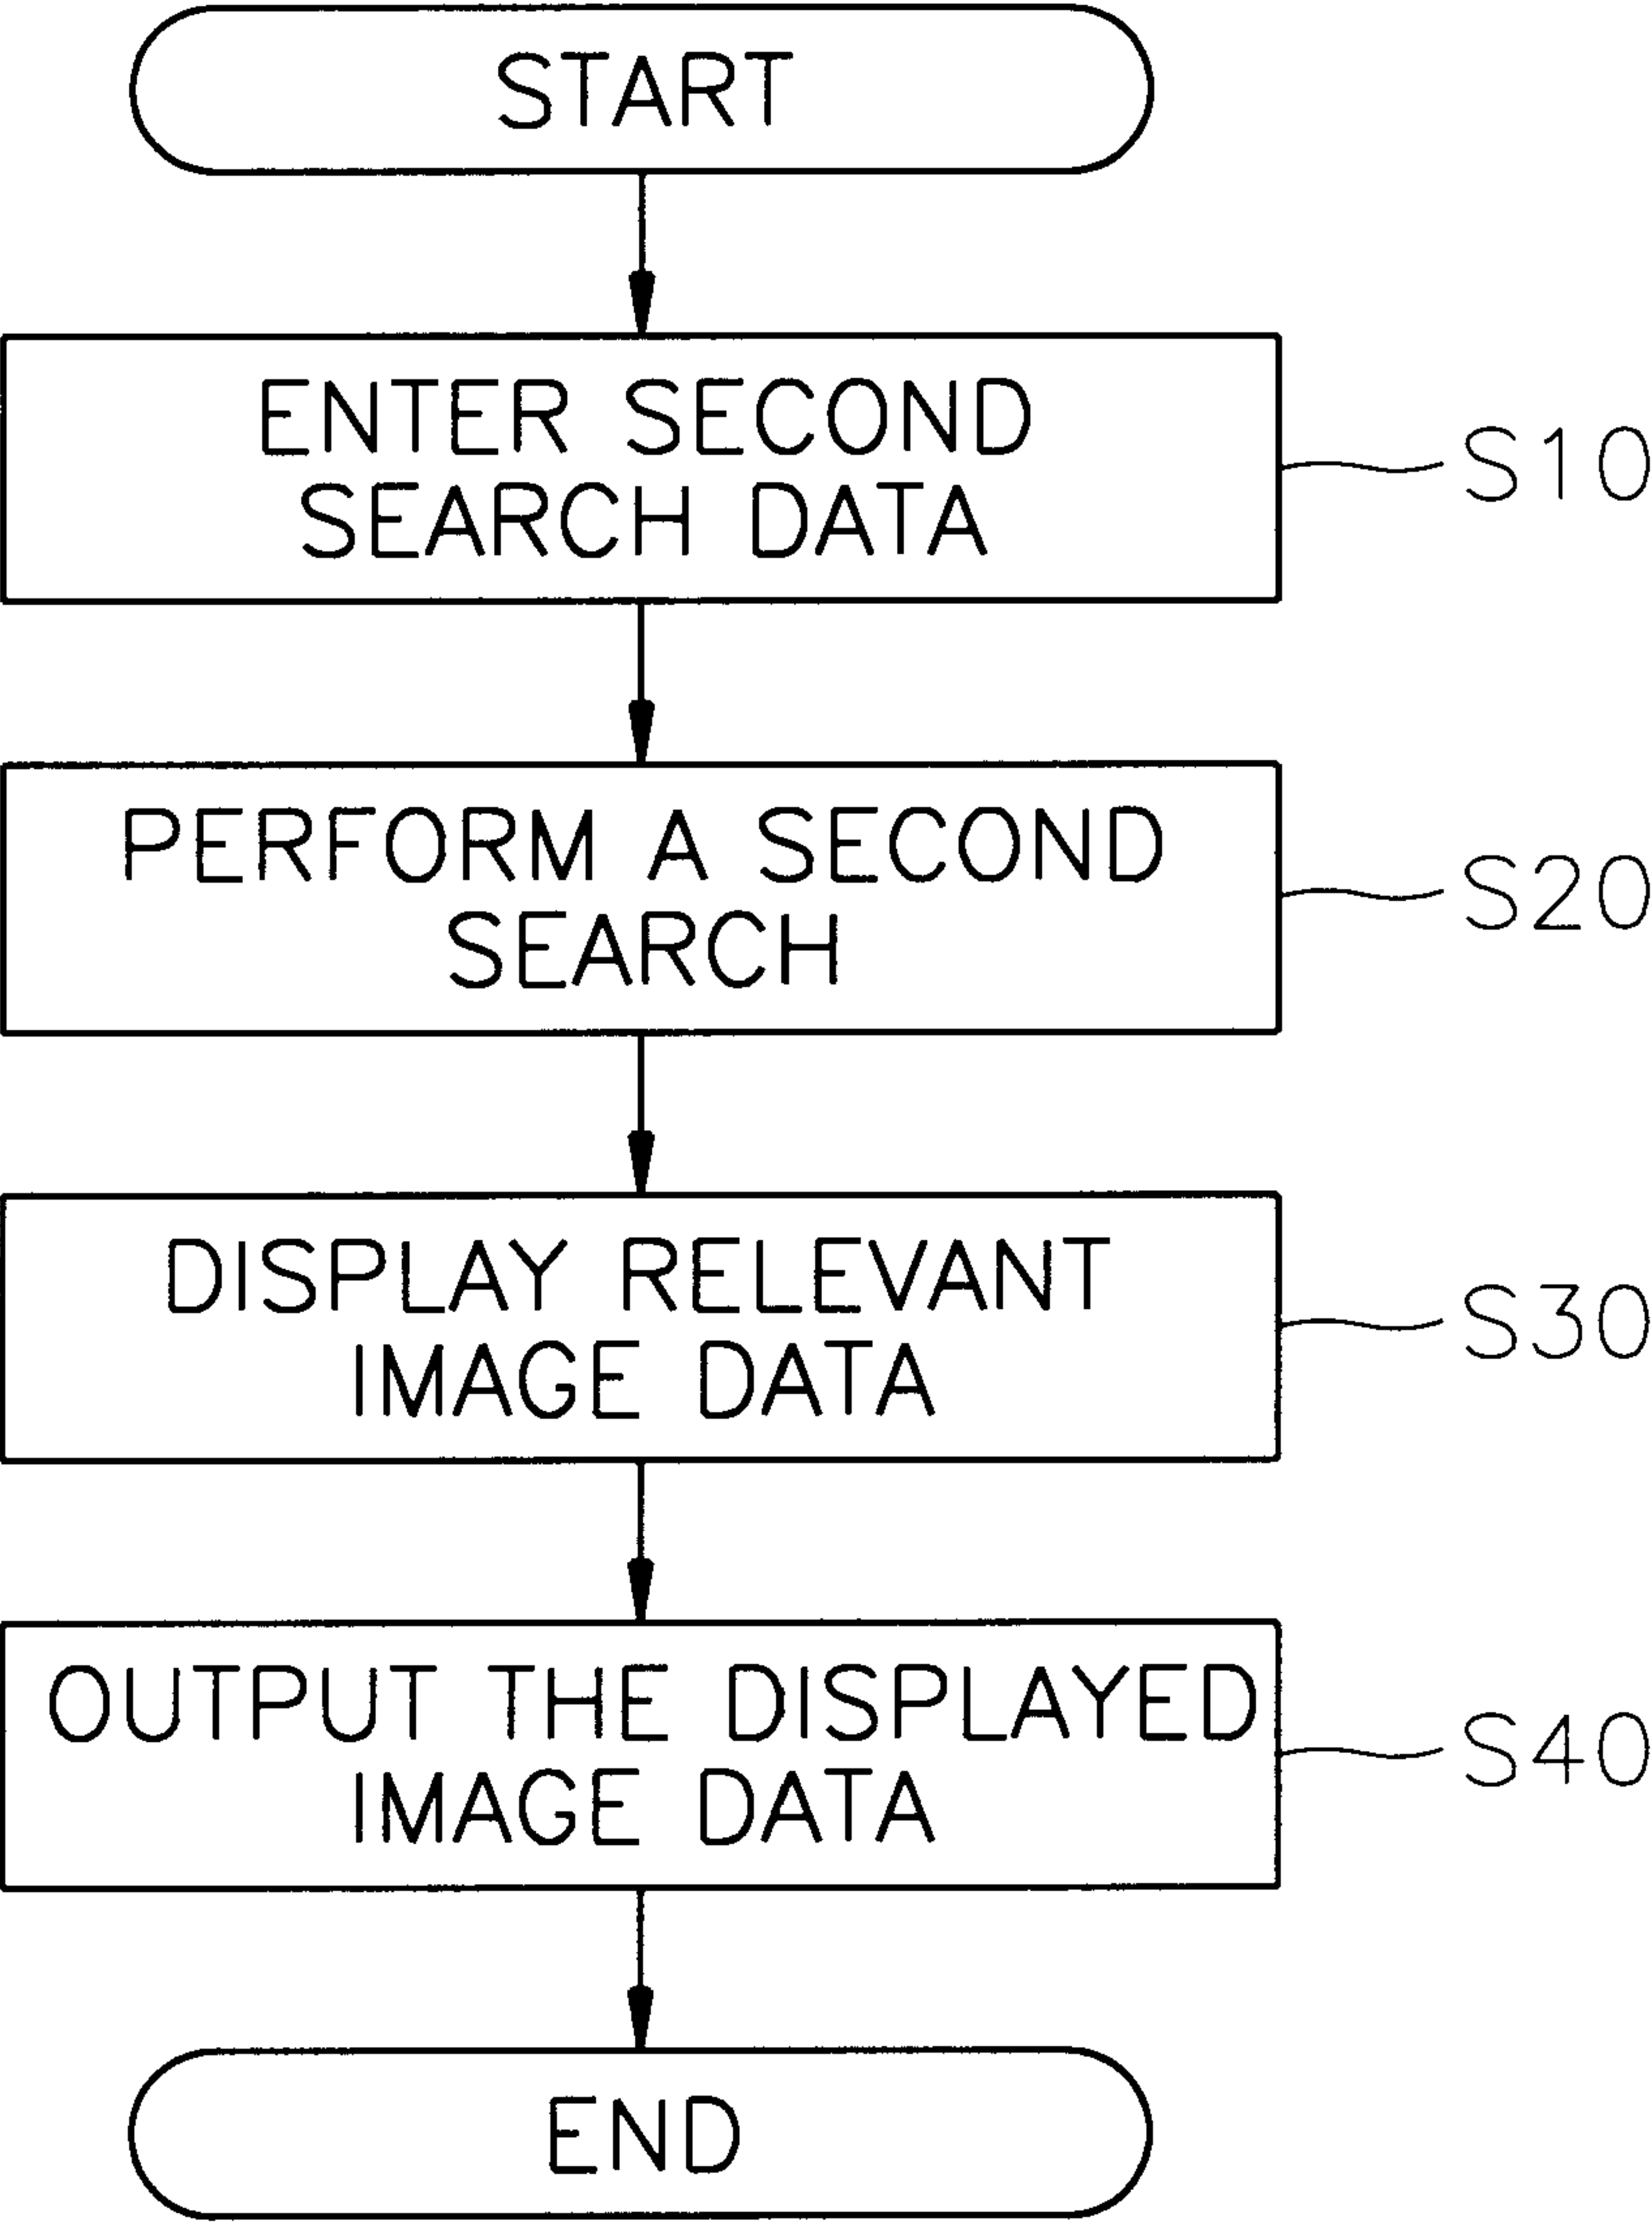 START
ENTER SECOND
SEARCH DATA
S10
PERFORM A SECOND
SEARCH
S20
DISPLAY RELEVANT
IMAGE DATA
S30
OUTPUT THE DISPLAYED
IMAGE DATA
S40
END